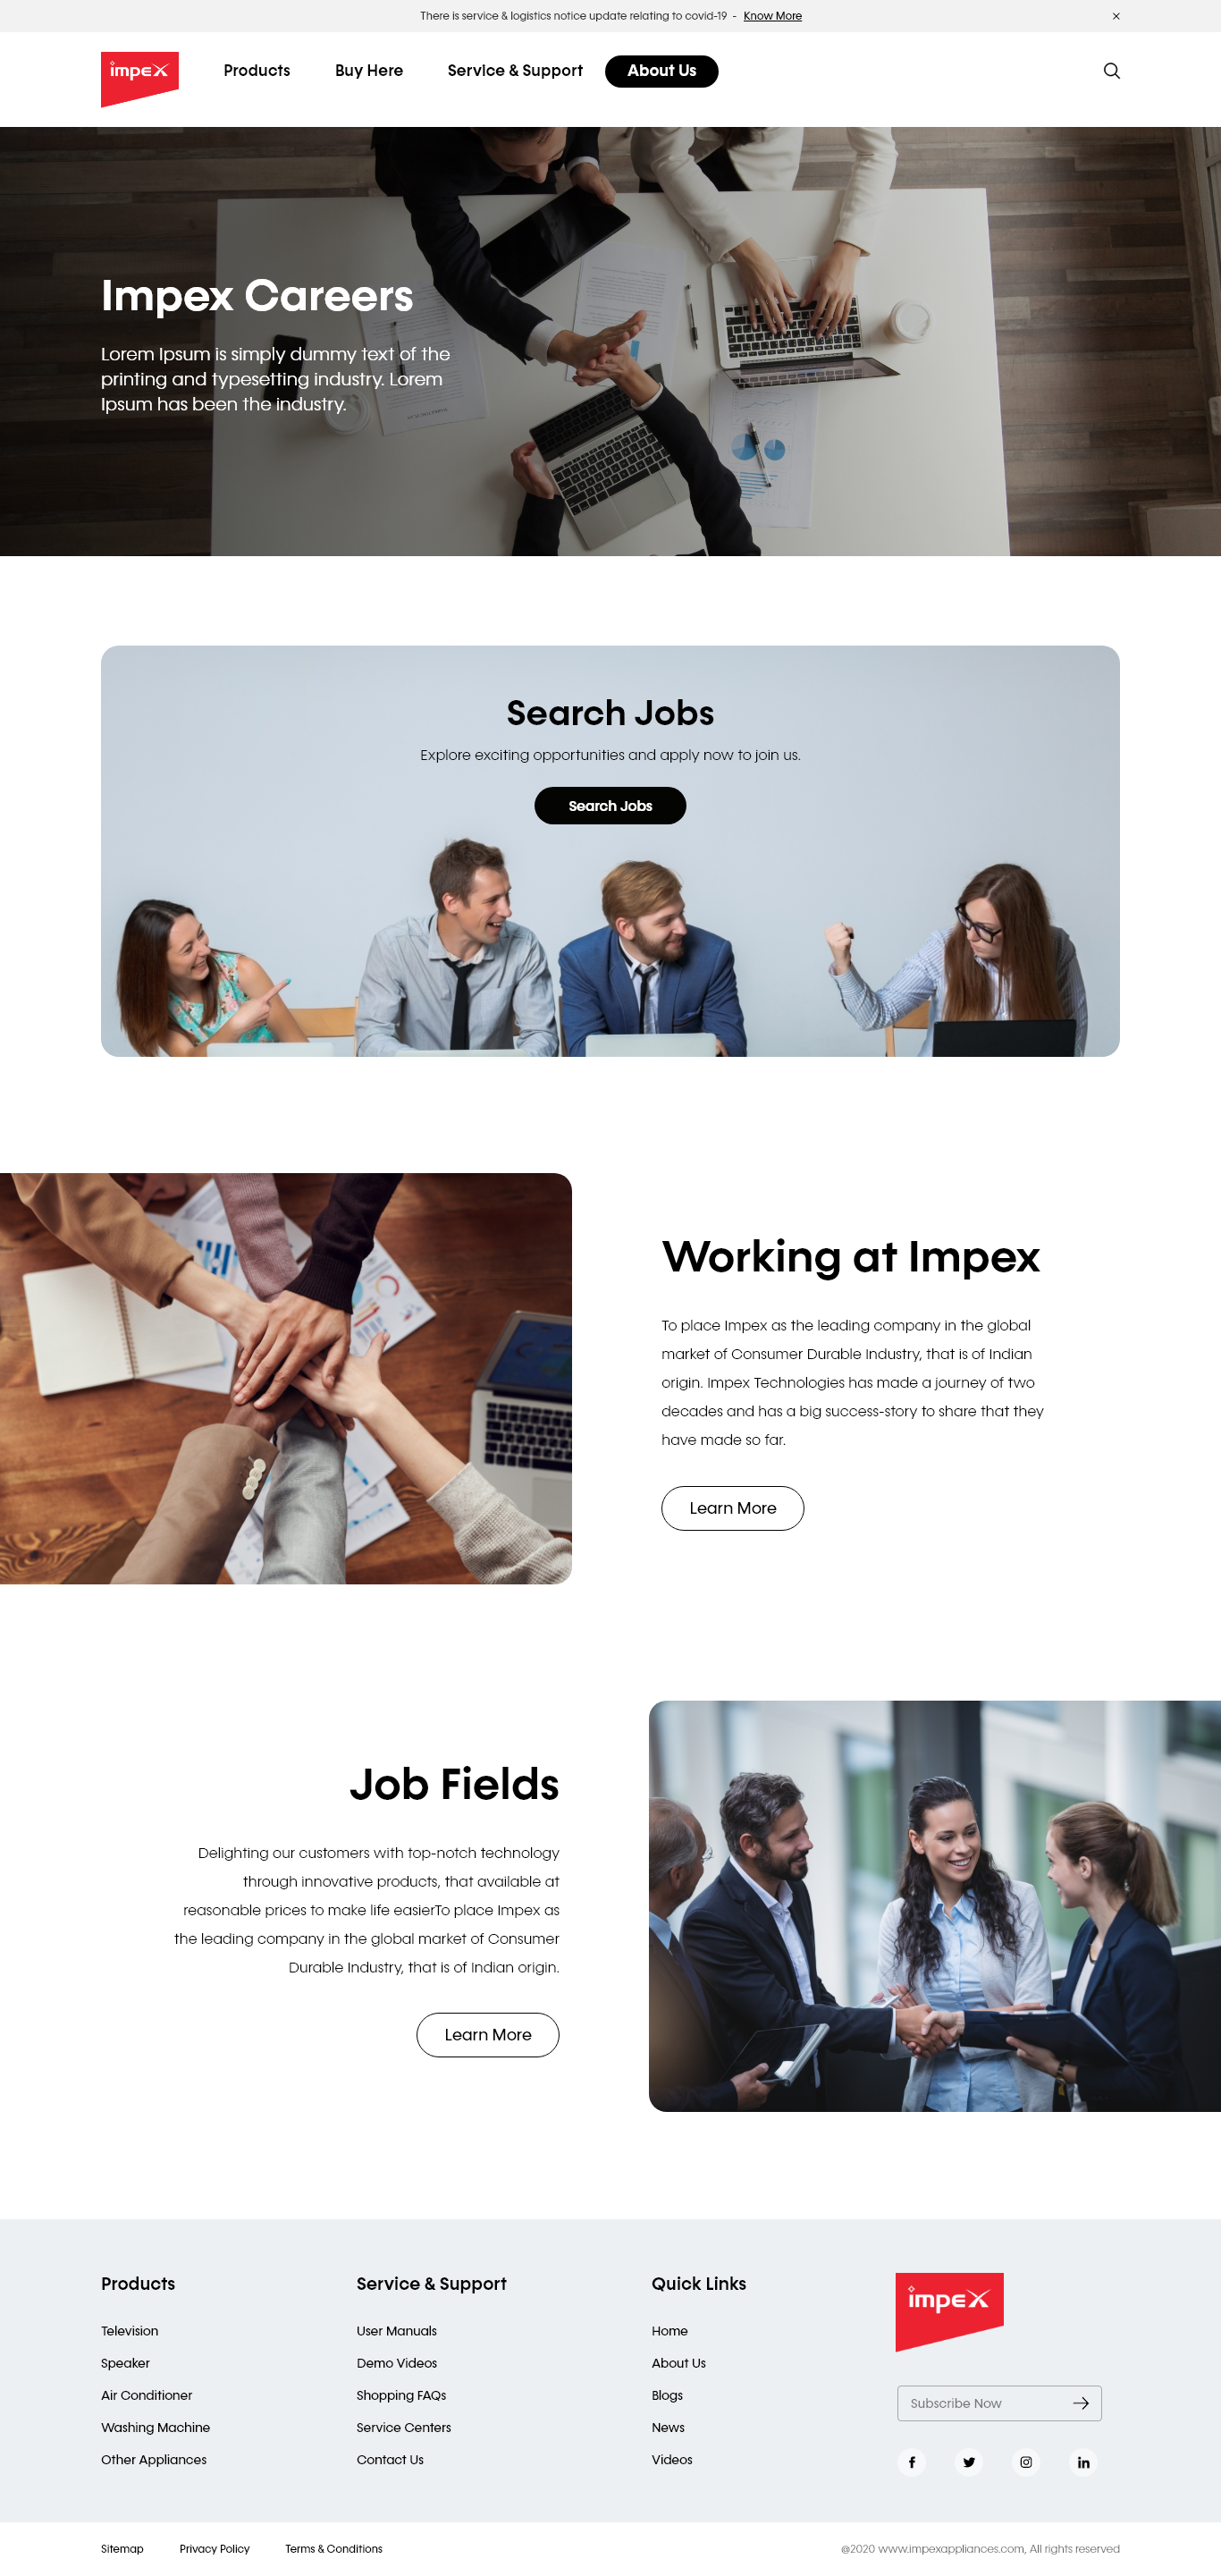 There is service & logistics notice update relating to covid-19 - Know More
impex
Products
Buy Here
Service & Support
About Us
Impex Careers
Lorem Ipsum is simply dummy text of the
printing and typesetting industry. Lorem
Ipsum has been the industry.
Search Jobs
Explore exciting opportunities and apply now to join us.
Search Jobs
Working at Impex
To place Impex as the leading company in the global
market of Consumer Durable Industry, that is of Indian
origin. Impex Technologies has made a journey of two
decades and has a big success-story to share that they
have made so far.
Learn More
Job Fields
Delighting our customers with top-notch technology
through innovative products, that available at
reasonable prices to make life easierTo place Impex as
the leading company in the global market of Consumer
Durable Industry, that is of Indian origin.
Learn More
Products
Television
Speaker
Air Conditioner
Washing Machine
Other Appliances
Service & Support
User Manuals
Demo Videos
Shopping FAQs
Service Centers
Contact Us
Quick Links
Home
About Us
Blogs
News
Videos
impex
Subscribe Now
Sitemap
Privacy Policy
Terms & Conditions
@2020 www.impexappliances.com, All rights reserved